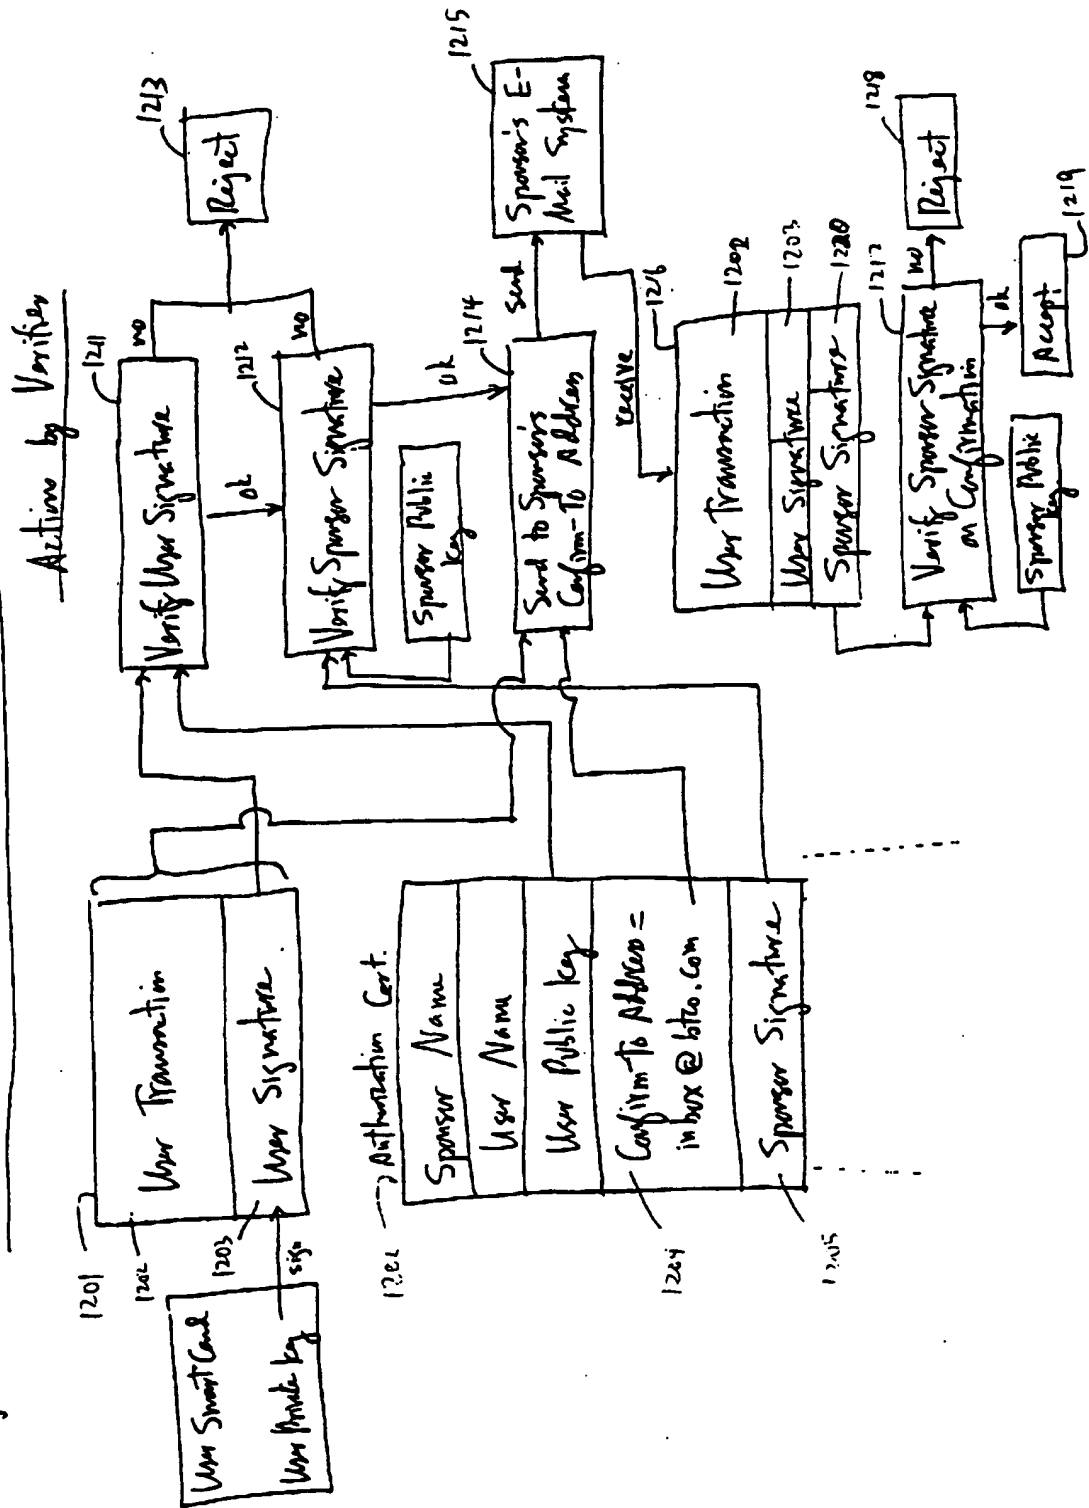 Action by Verifier
1201
1202
User Transaction
1203
User Signature
User Smart Card
User Private key
sign
Authorization Cert.
Sponsor Name
User Name
User Public key
Confirm-To Address =
inbox@btco.com
1204
Sponsor Signature
1205
1211
Verify User Signature
no
ok
1213
Reject
1212
Verify Sponsor Signature
no
ok
Sponsor Public
key
1214
Send to Sponsor's
Confirm-To Address
send
1215
Sponsor's E-
Mail System
receive
1216
User Transaction
1202
User Signature
1203
Sponsor Signature
1220
1217
Verify Sponsor Signature
on Confirmation
no
1218
Reject
ok
Accept
1219
Sponsor Public
key